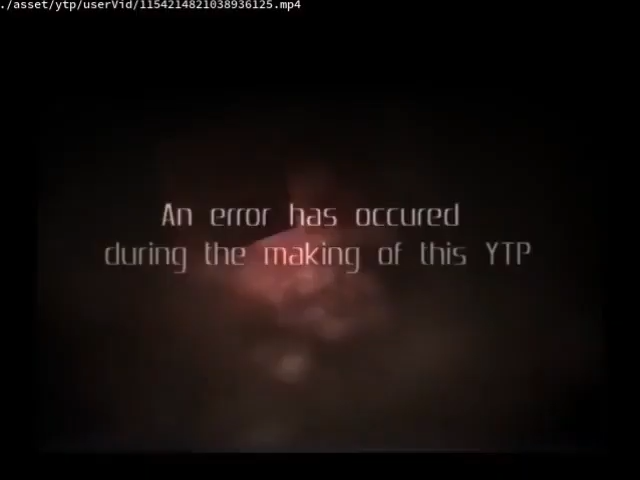 ./asset/ytp/userVid/1154214821038936125.mp4
An error has occured
during the making of this YTP